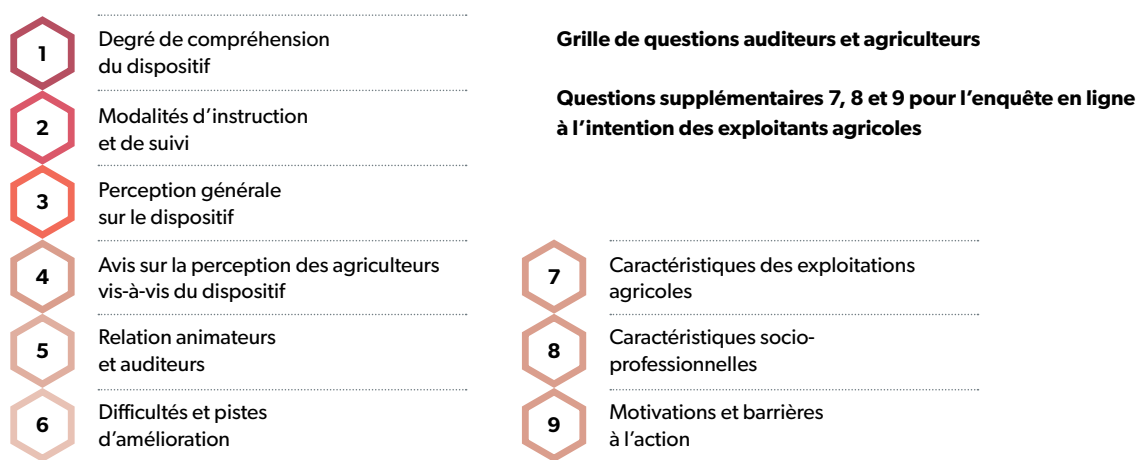 1
Degré de compréhension
du dispositif
2
Modalités d'instruction
et de suivi
3
Perception générale
sur le dispositif
4
Avis sur la perception des agriculteurs
vis-à-vis du dispositif
5
Relation animateurs
et auditeurs
6
Difficultés et pistes
d'amélioration
Grille de questions auditeurs et agriculteurs
Questions supplémentaires 7, 8 et 9 pour l'enquête en ligne
à l'intention des exploitants agricoles
7
Caractéristiques des exploitations
agricoles
8
Caractéristiques socio-
professionnelles
9
Motivations et barrières
à l'action